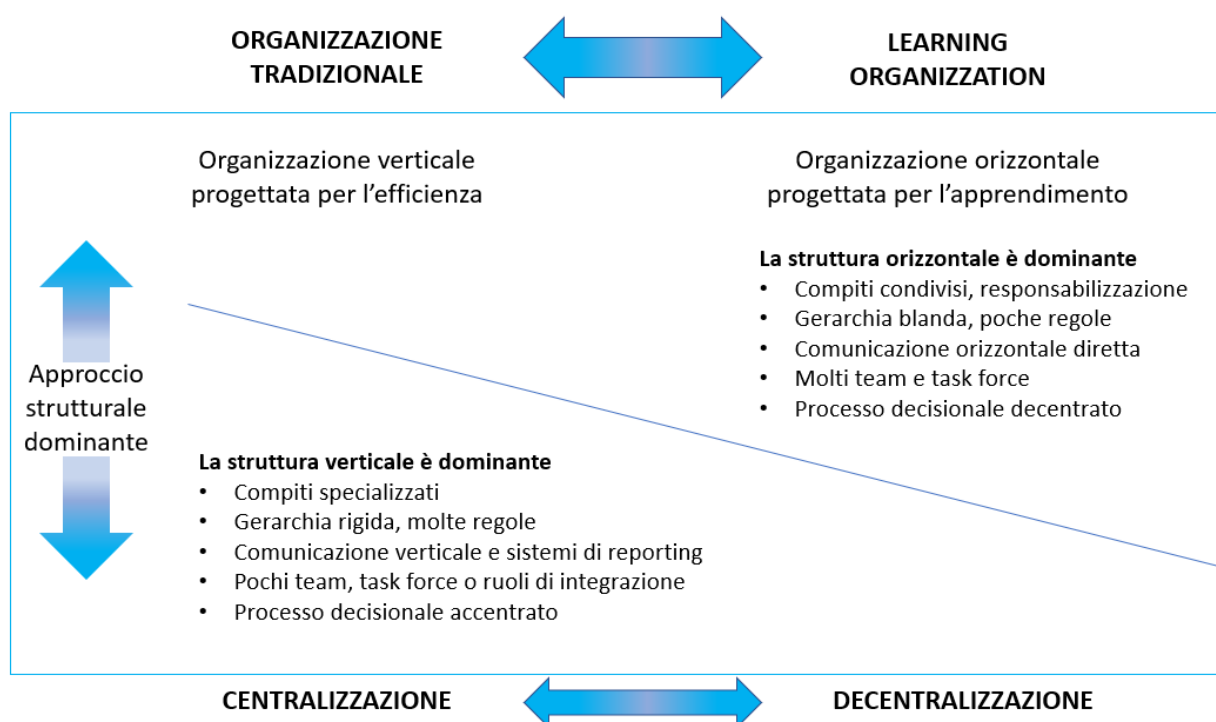 ORGANIZZAZIONE
TRADIZIONALE
LEARNING
ORGANIZZATION
Organizzazione verticale
progettata per l'efficienza
Organizzazione orizzontale
progettata per l'apprendimento
La struttura orizzontale è dominante
• Compiti condivisi, responsabilizzazione
• Gerarchia blanda, poche regole
• Comunicazione orizzontale diretta
• Molti team e task force
• Processo decisionale decentrato
Approccio
strutturale
dominante
La struttura verticale è dominante
• Compiti specializzati
• Gerarchia rigida, molte regole
• Comunicazione verticale e sistemi di reporting
• Pochi team, task force o ruoli di integrazione
• Processo decisionale accentrato
CENTRALIZZAZIONE
DECENTRALIZZAZIONE